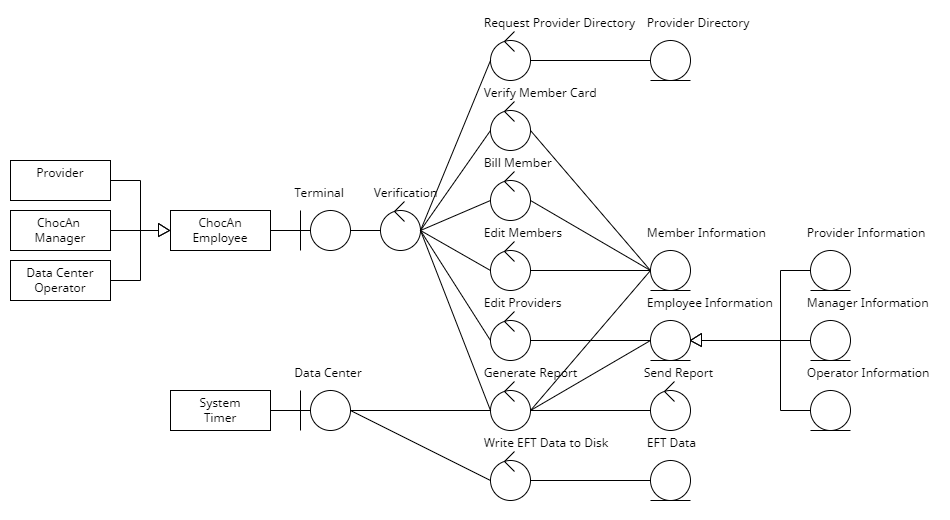 Request Provider Directory
Provider Directory
Verify Member Card
Bill Member
Provider
Terminal
Verification
ChocAn
Manager
ChocAn
Employee
Edit Members
Member Information
Provider Information
Data Center
Operator
Edit Providers
Employee Information
Manager Information
Data Center
Generate Report
Send Report
Operator Information
System
Timer
Write EFT Data to Disk
EFT Data